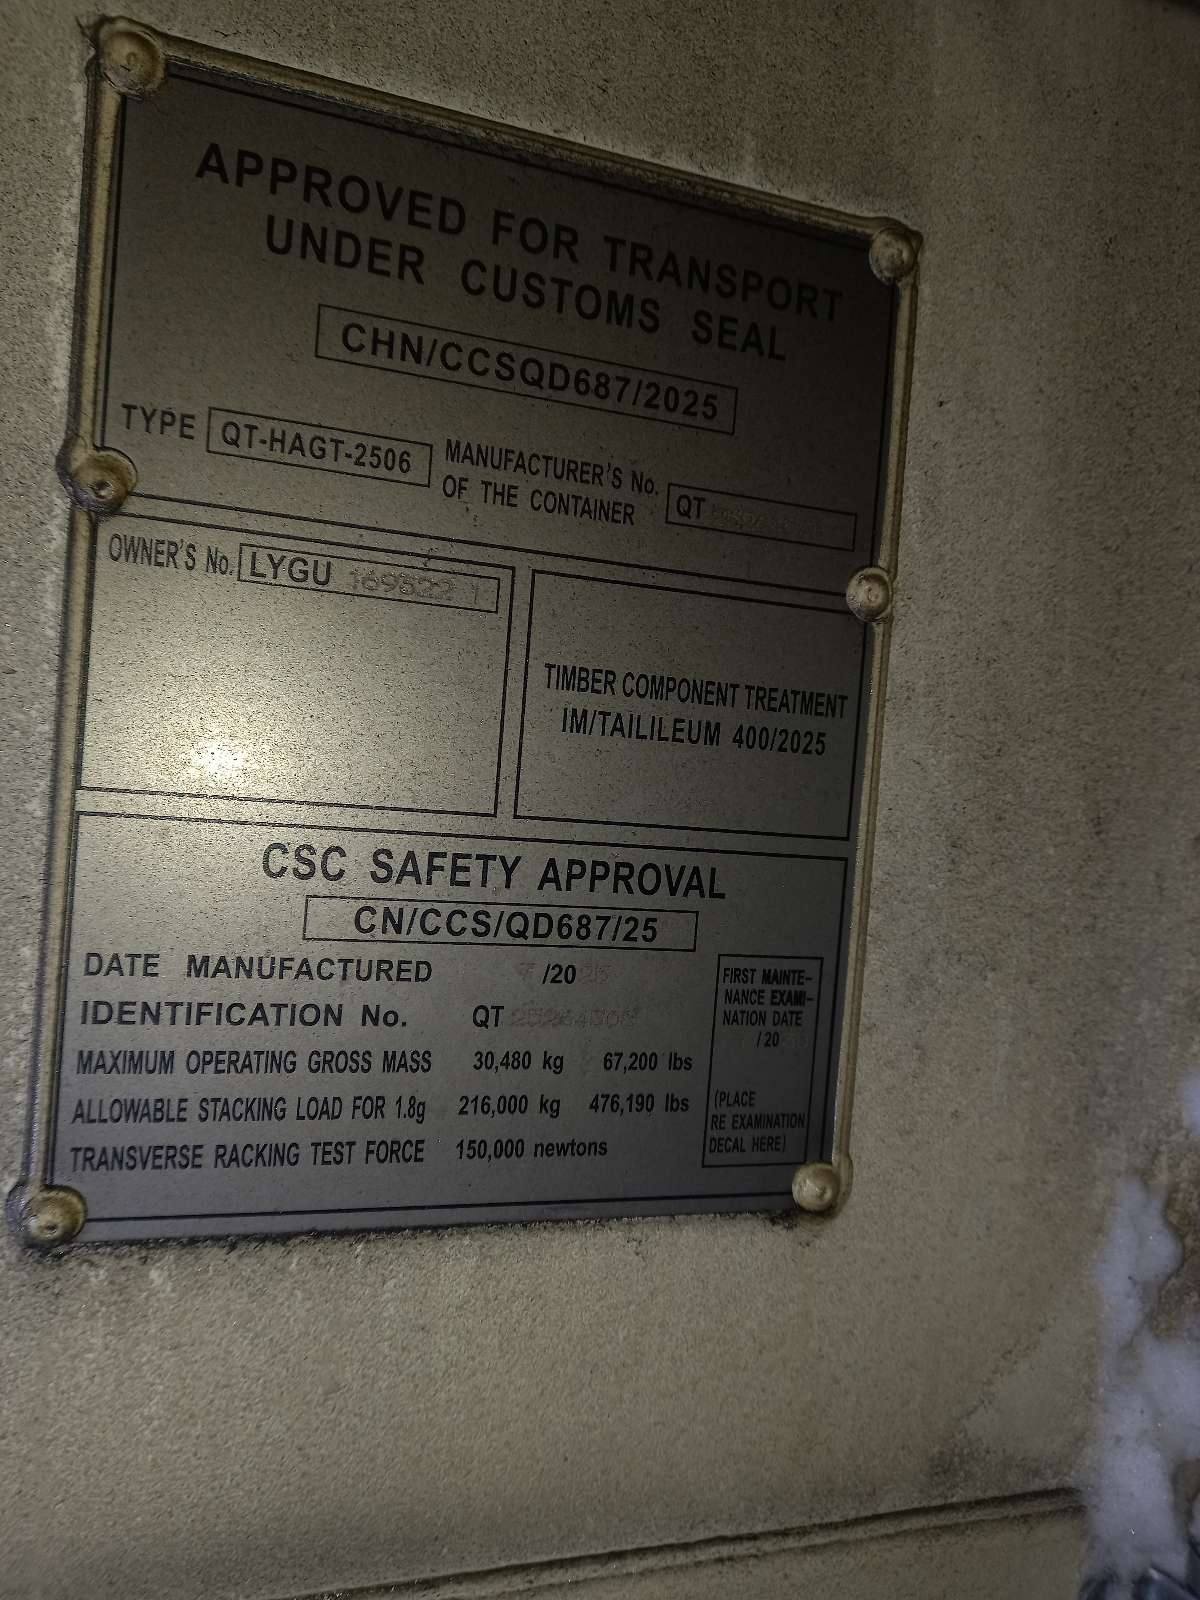 APPROVED FOR TRANSPORT
UNDER CUSTOMS SEAL
CHN/CCSQD687/2025
TYPE QT-HAGT-2506 MANUFACTURER'S No.
OF THE CONTAINER QT
OWNER'S No. LYGU 169522 1
TIMBER COMPONENT TREATMENT
IM/TAILILEUM 400/2025
CSC SAFETY APPROVAL
CN/CCS/QD687/25
DATE MANUFACTURED 7 /20 25
IDENTIFICATION No. QT
MAXIMUM OPERATING GROSS MASS 30,480 kg 67,200 lbs
ALLOWABLE STACKING LOAD FOR 1.8g 216,000 kg 476,190 lbs
TRANSVERSE RACKING TEST FORCE 150,000 newtons
FIRST MAINTE-
NANCE EXAMI-
NATION DATE
/20
(PLACE
RE EXAMINATION
DECAL HERE)